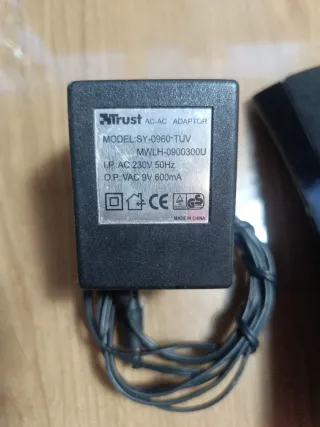 Trust AC-AC ADAPTOR
MODEL:SY-0960-TUV
MWLH-0900300U
I.P: AC 230V 50Hz
O.P: VAC 9V 600mA
MADE IN CHINA